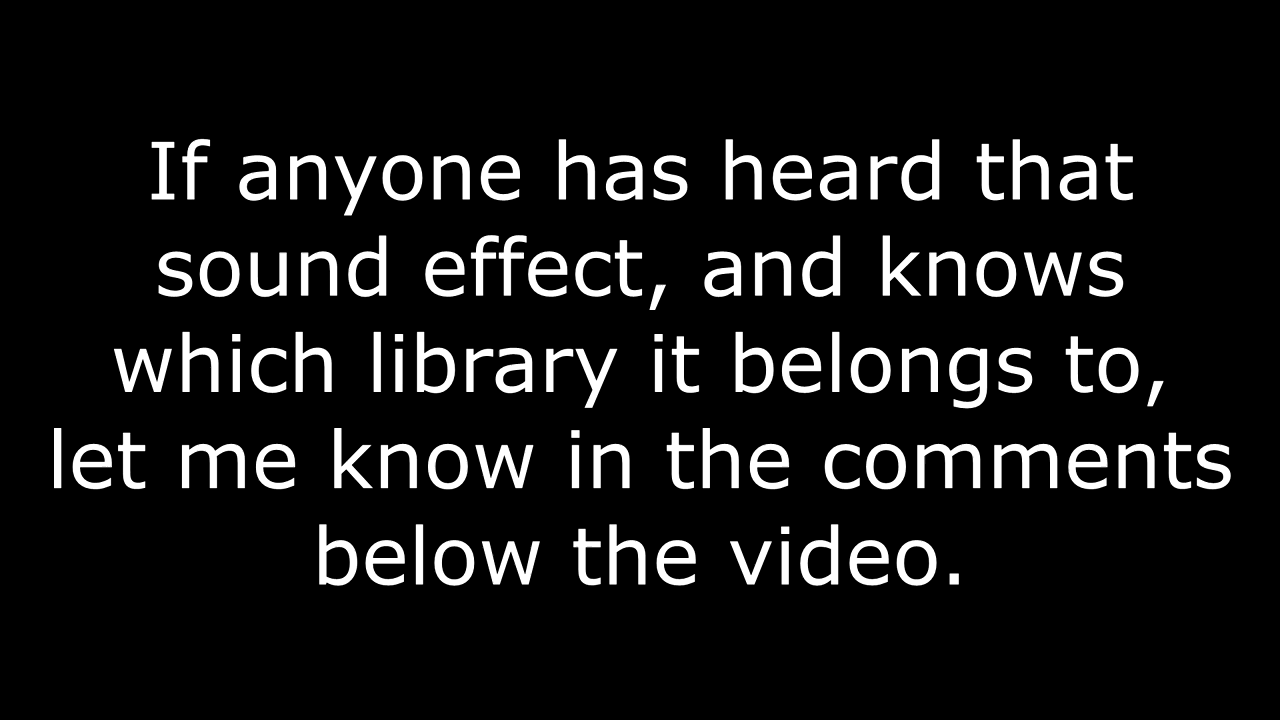 If anyone has heard that
sound effect, and knows
which library it belongs to,
let me know in the comments
below the video.